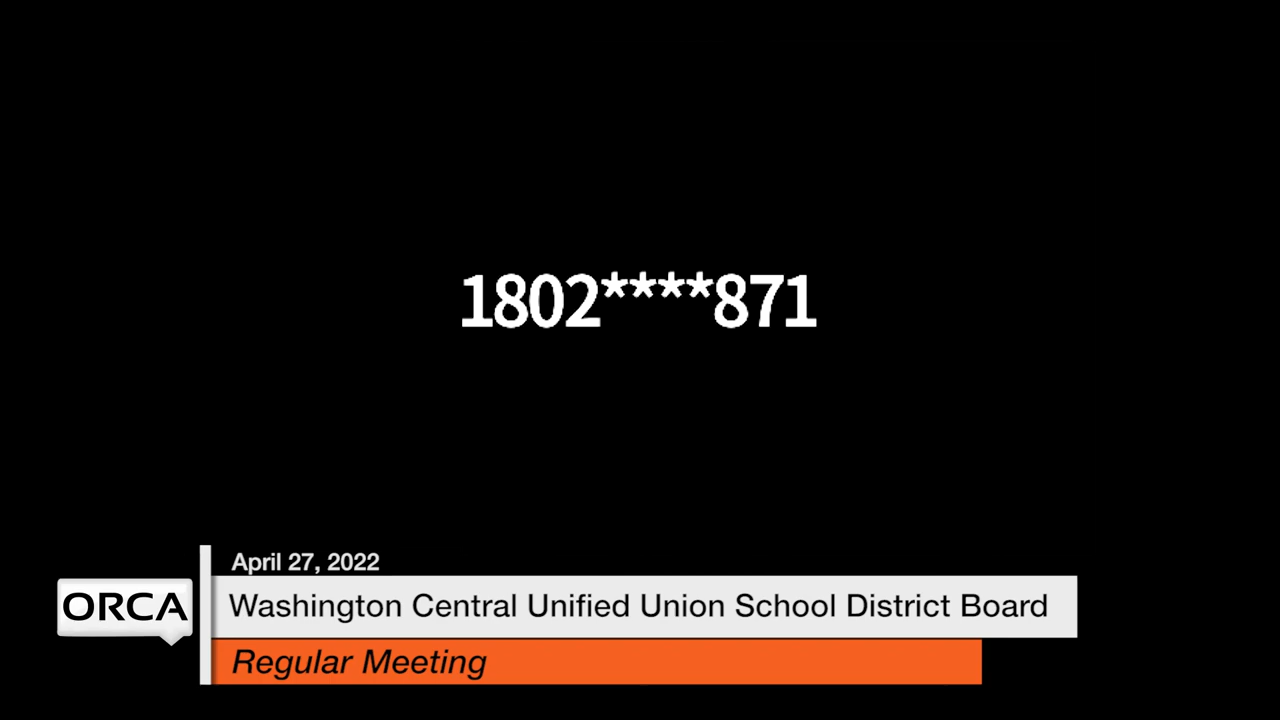 1802****871
April 27, 2022
ORCA
Washington Central Unified Union School District Board
Regular Meeting